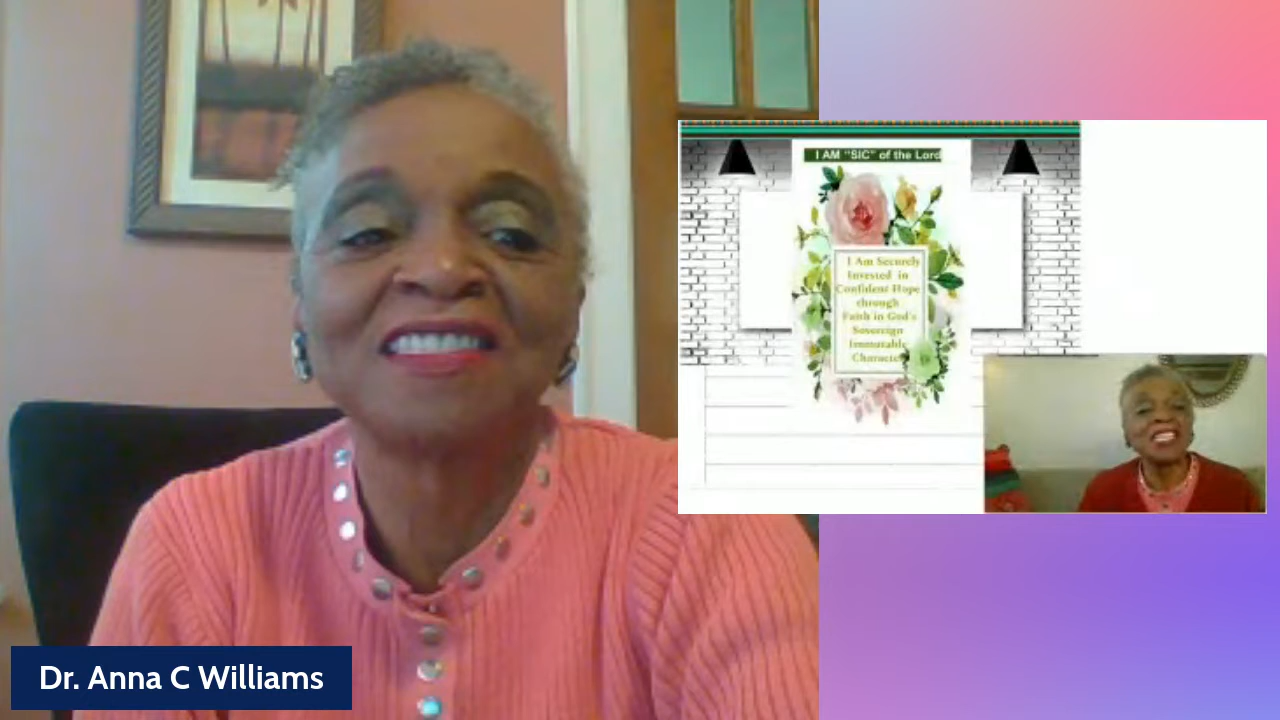 I AM "SIC" of the Lord
I Am Securely
Invested in
Confident Hope
through
Faith in God's
Sovereign
Immutable
Character
Dr. Anna C Williams